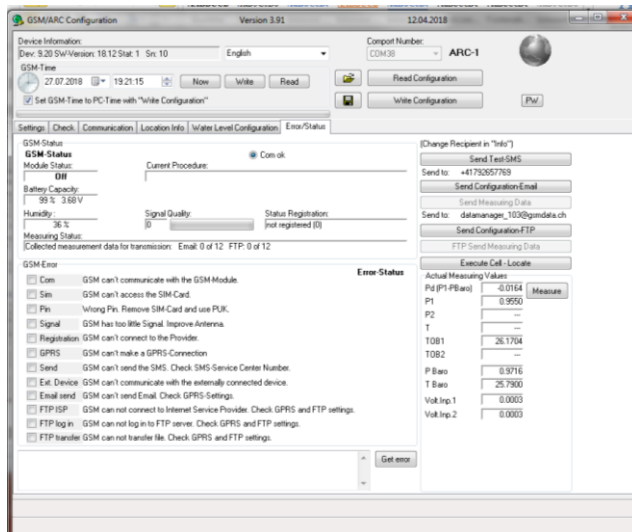 GSM/ARC Configuration Version 3.91 12.04.2018
Device Information: Comport Number:
Dev: 9.20 SW-Version: 18.12 Stat: 1 Sn: 10 English COM38 ARC-1
GSM-Time
27.07.2018 19:21:15 Now Write Read Read Configuration
Set GSM-Time to PC-Time with "Write Configuration" Write Configuration PW
Settings Check Communication Location Info Water Level Configuration Error/Status
GSM-Status (Change Recipient in "Info")
GSM-Status Com ok Send Test-SMS
Module Status: Current Procedure: Send to: +41792657769
Off Send Configuration-Email
Battery Capacity: Send Measuring Data
99 % 3.68 V
Humidity: Signal Quality: Status Registration: Send to: datamanager_103@gsmdata.ch
36 % 0 not registered (0) Send Configuration-FTP
Measuring Status:
Collected measurement data for transmission: Email: 0 of 12 FTP: 0 of 12 FTP Send Measuring Data
GSM-Error Execute Cell - Locate
Error-Status Actual Measuring Values
Com GSM can't communicate with the GSM-Module. Pd (P1-PBaro) -0.0164 Measure
Sim GSM can't access the SIM-Card. P1 0.9550
Pin Wrong Pin. Remove SIM-Card and use PUK. P2 ---
Signal GSM has too little Signal. Improve Antenna. T ---
Registration GSM can't connect to the Provider. TOB1 26.1704
GPRS GSM can't make a GPRS-Connection TOB2 ---
Send GSM can't send the SMS. Check SMS-Service Center Number. P Baro 0.9716
Ext. Device GSM can't communicate with the externally connected device. T Baro 25.7900
Email send GSM can't send Email. Check GPRS-Settings. Volt.Inp.1 0.0003
FTP ISP GSM can not connect to Internet Service Provider. Check GPRS and FTP settings. Volt.Inp.2 0.0003
FTP log in GSM can not log in to FTP server. Check GPRS and FTP settings.
FTP transfer GSM can not transfer file. Check GPRS and FTP settings.
Get error